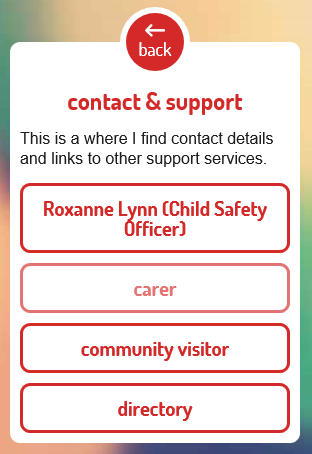 back
contact & support
This is a where I find contact details
and links to other support services.
Roxanne Lynn (Child Safety
Officer)
carer
community visitor
directory